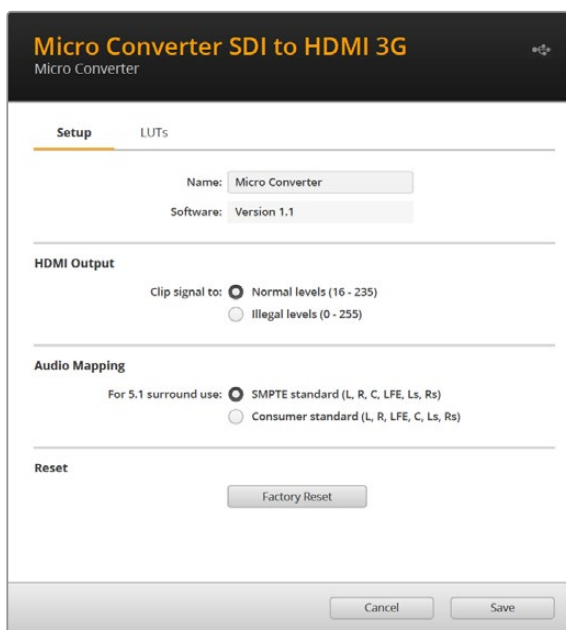 Micro Converter SDI to HDMI 3G
Micro Converter
Setup LUTs
Name: Micro Converter
Software: Version 1.1
HDMI Output
Clip signal to: Normal levels (16 - 235)
Illegal levels (0 - 255)
Audio Mapping
For 5.1 surround use: SMPTE standard (L, R, C, LFE, Ls, Rs)
Consumer standard (L, R, LFE, C, Ls, Rs)
Reset
Factory Reset
Cancel Save